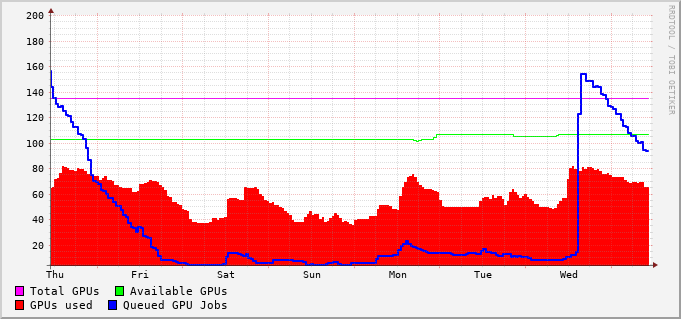 200
180
160
140
120
100
80
60
40
20
Thu Fri Sat Sun Mon Tue Wed
Total GPUs Available GPUs
GPUs used Queued GPU Jobs
RRDTOOL / TOBI OETIKER